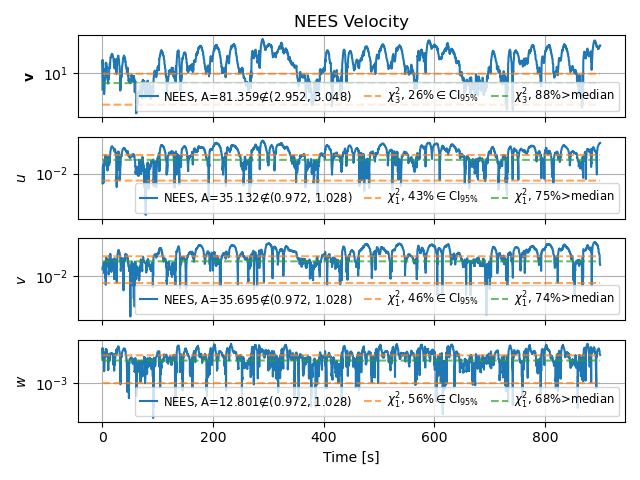 NEES Velocity
v
10¹
NEES, A=81.359∉(2.952, 3.048)
χ²₃, 26%∈CI₉₅%
χ²₃, 88%>median
u
10⁻²
NEES, A=35.132∉(0.972, 1.028)
χ²₁, 43%∈CI₉₅%
χ²₁, 75%>median
v
10⁻²
NEES, A=35.695∉(0.972, 1.028)
χ²₁, 46%∈CI₉₅%
χ²₁, 74%>median
w
10⁻³
NEES, A=12.801∉(0.972, 1.028)
χ²₁, 56%∈CI₉₅%
χ²₁, 68%>median
0 200 400 600 800
Time [s]